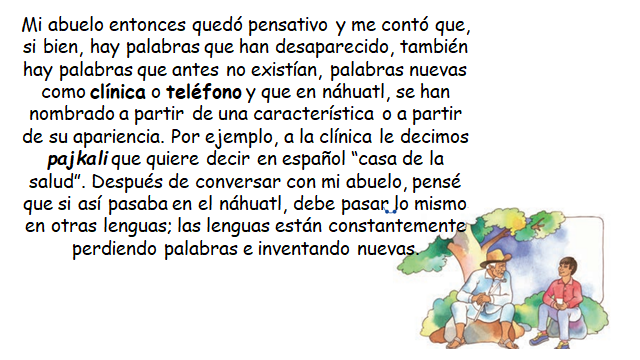 Mi abuelo entonces quedó pensativo y me contó que,
si bien, hay palabras que han desaparecido, también
hay palabras que antes no existían, palabras nuevas
como clínica o teléfono y que en náhuatl, se han
nombrado a partir de una característica o a partir
de su apariencia. Por ejemplo, a la clínica le decimos
pajkali que quiere decir en español “casa de la
salud”. Después de conversar con mi abuelo, pensé
que si así pasaba en el náhuatl, debe pasar lo mismo
en otras lenguas; las lenguas están constantemente
perdiendo palabras e inventando nuevas.